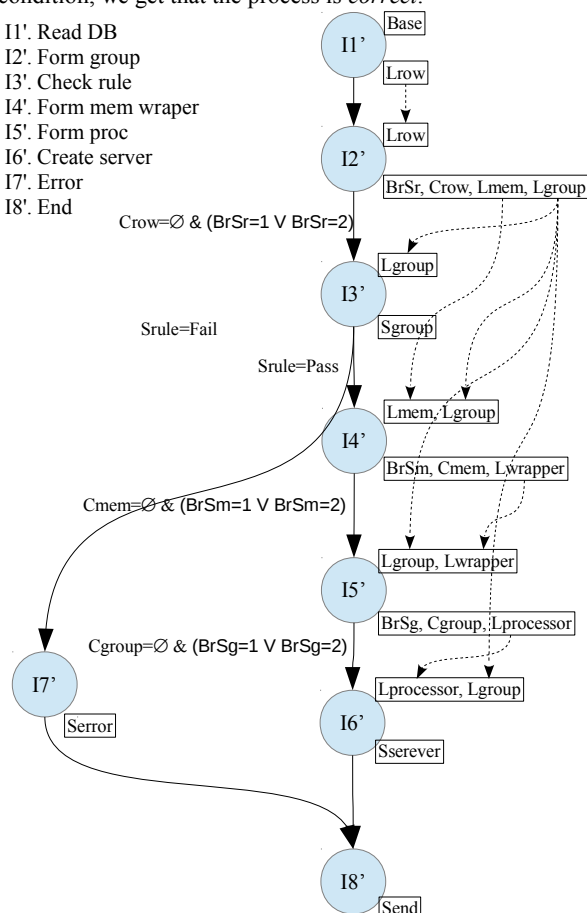 condition, we get that the process is correct.
I1'. Read DB
I2'. Form group
I3'. Check rule
I4'. Form mem wraper
I5'. Form proc
I6'. Create server
I7'. Error
I8'. End
Base
I1’
Lrow
Lrow
I2’
BrSr, Crow, Lmem, Lgroup
Crow=∅ & (BrSr=1 V BrSr=2)
Lgroup
I3’
Sgroup
Srule=Fail
Srule=Pass
Lmem, Lgroup
I4’
BrSm, Cmem, Lwrapper
Cmem=∅ & (BrSm=1 V BrSm=2)
Lgroup, Lwrapper
I5’
BrSg, Cgroup, Lprocessor
Cgroup=∅ & (BrSg=1 V BrSg=2)
Lprocessor, Lgroup
I7’
I6’
Serror
Sserever
I8’
Send